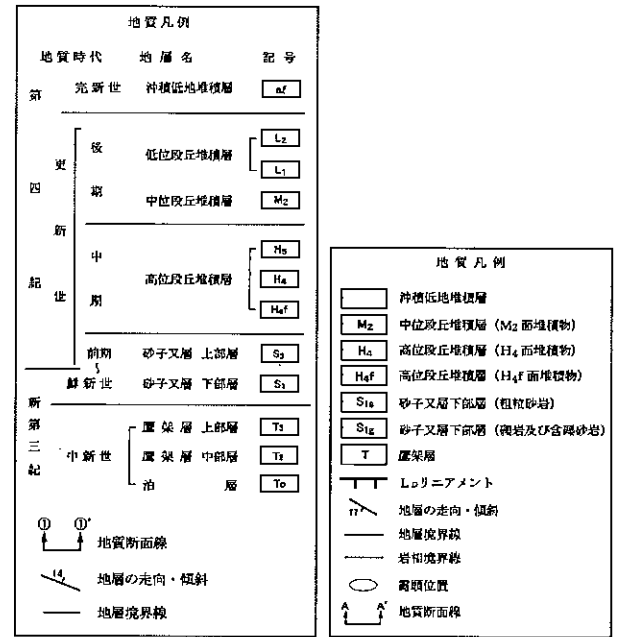 地質凡例
地質時代 地層名 記号
第四紀 完新世 沖積低地堆積層 al
更新世 後期 低位段丘堆積層 L₂
L₁
中位段丘堆積層 M₂
中期 高位段丘堆積層 H₅
H₄
H₄f
前期 砂子又層 上部層 S₂
〜
新第三紀 鮮新世 砂子又層 下部層 S₁
中新世 鷹架層 上部層 T₃
鷹架層 中部層 T₂
泊層 To
① ①' 地質断面線
14 地層の走向・傾斜
地層境界線
地質凡例
沖積低地堆積層
M₂ 中位段丘堆積層(M₂面堆積物)
H₄ 高位段丘堆積層(H₄面堆積物)
H₄f 高位段丘堆積層(H₄f面堆積物)
S₁s 砂子又層下部層(粗粒砂岩)
S₁g 砂子又層下部層(礫岩及び含礫砂岩)
T 鷹架層
L_Dリニアメント
17 地層の走向・傾斜
地層境界線
岩相境界線
露頭位置
A A' 地質断面線